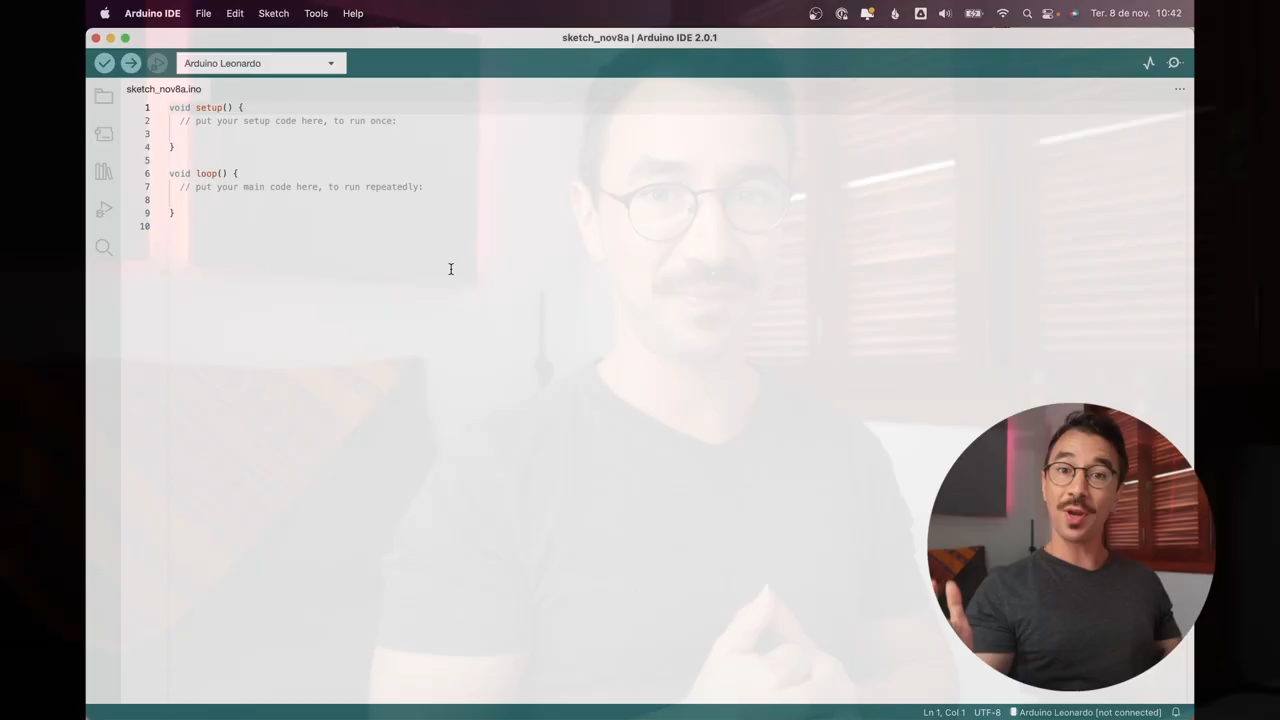 Arduino IDE File Edit Sketch Tools Help Ter. 8 de nov. 10:42
sketch_nov8a | Arduino IDE 2.0.1
Arduino Leonardo
sketch_nov8a.ino
1 void setup() {
2 // put your setup code here, to run once:
3
4 }
5
6 void loop() {
7 // put your main code here, to run repeatedly:
8
9 }
10
Ln 1, Col 1 UTF-8 Arduino Leonardo [not connected]